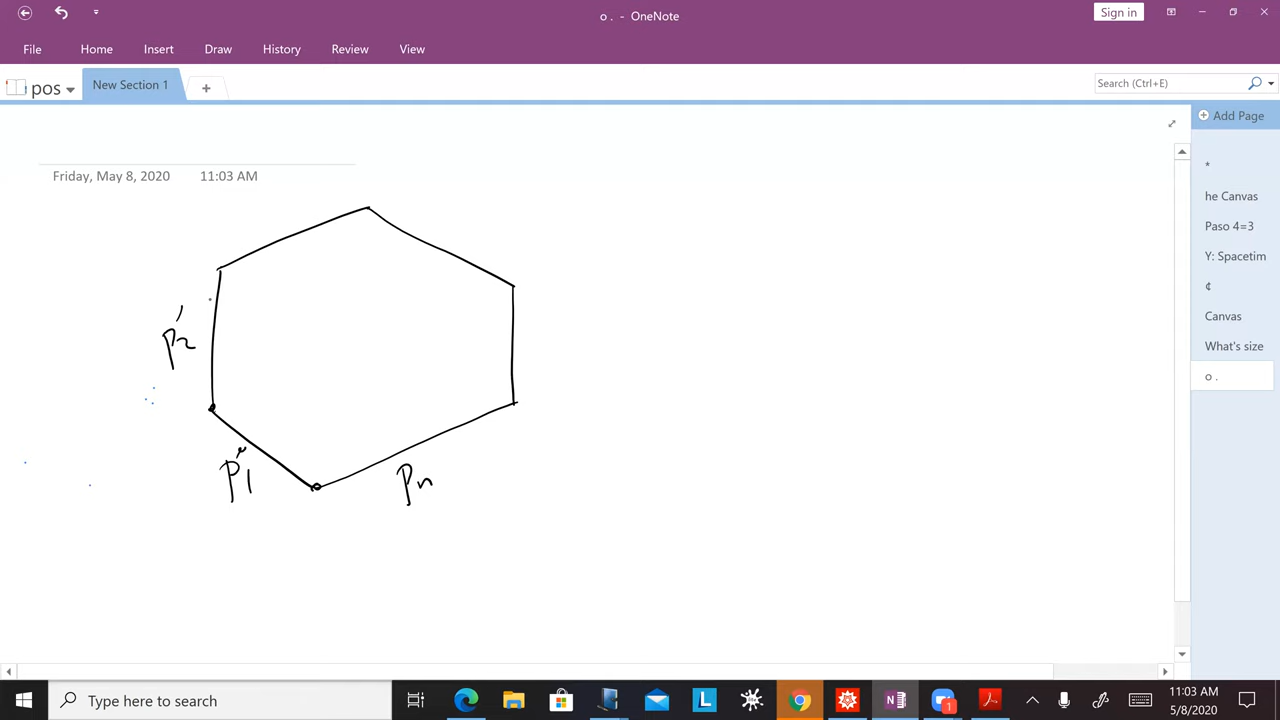 o . - OneNote
Sign in
File
Home
Insert
Draw
History
Review
View
pos
New Section 1
+
Search (Ctrl+E)
Add Page
Friday, May 8, 2020
11:03 AM
*
he Canvas
Paso 4=3
Y: Spacetim
¢
Canvas
What's size
o .
p2
p1
pn
Type here to search
L
1
N
11:03 AM
5/8/2020